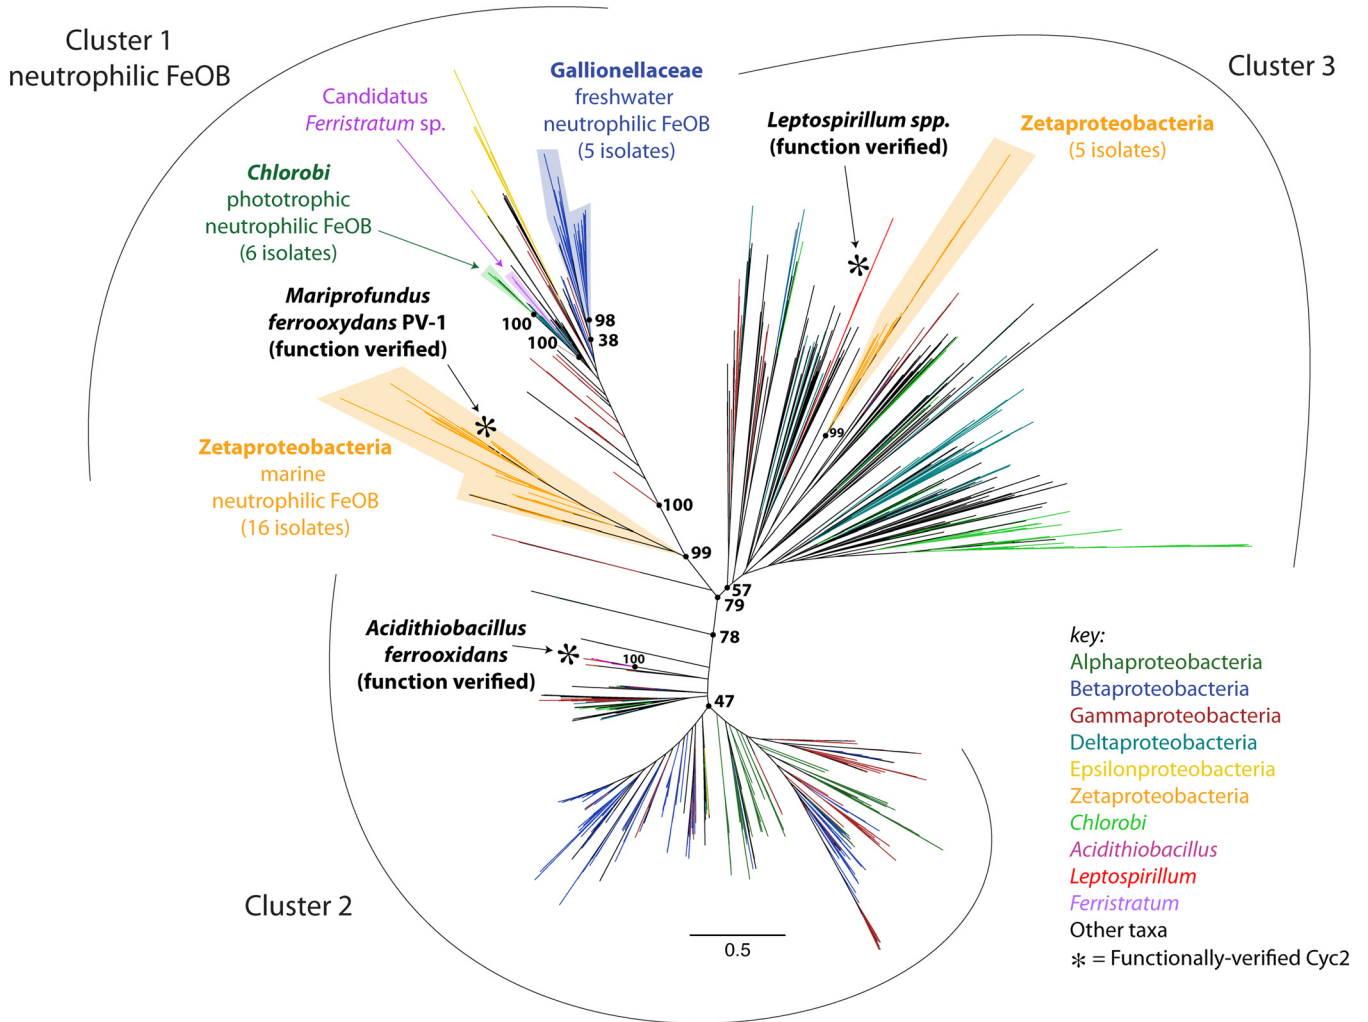 Cluster 1
neutrophilic FeOB
Candidatus
Ferristratum sp.
Gallionellaceae
freshwater
neutrophilic FeOB
(5 isolates)
Chlorobi
phototrophic
neutrophilic FeOB
(6 isolates)
Mariprofundus
ferrooxydans PV-1
(function verified)
Zetaproteobacteria
marine
neutrophilic FeOB
(16 isolates)
100
100
98
38
100
99
Cluster 3
Leptospirillum spp.
(function verified)
Zetaproteobacteria
(5 isolates)
99
57
79
78
Acidithiobacillus
ferrooxidans
(function verified)
100
47
Cluster 2
0.5
key:
Alphaproteobacteria
Betaproteobacteria
Gammaproteobacteria
Deltaproteobacteria
Epsilonproteobacteria
Zetaproteobacteria
Chlorobi
Acidithiobacillus
Leptospirillum
Ferristratum
Other taxa
* = Functionally-verified Cyc2